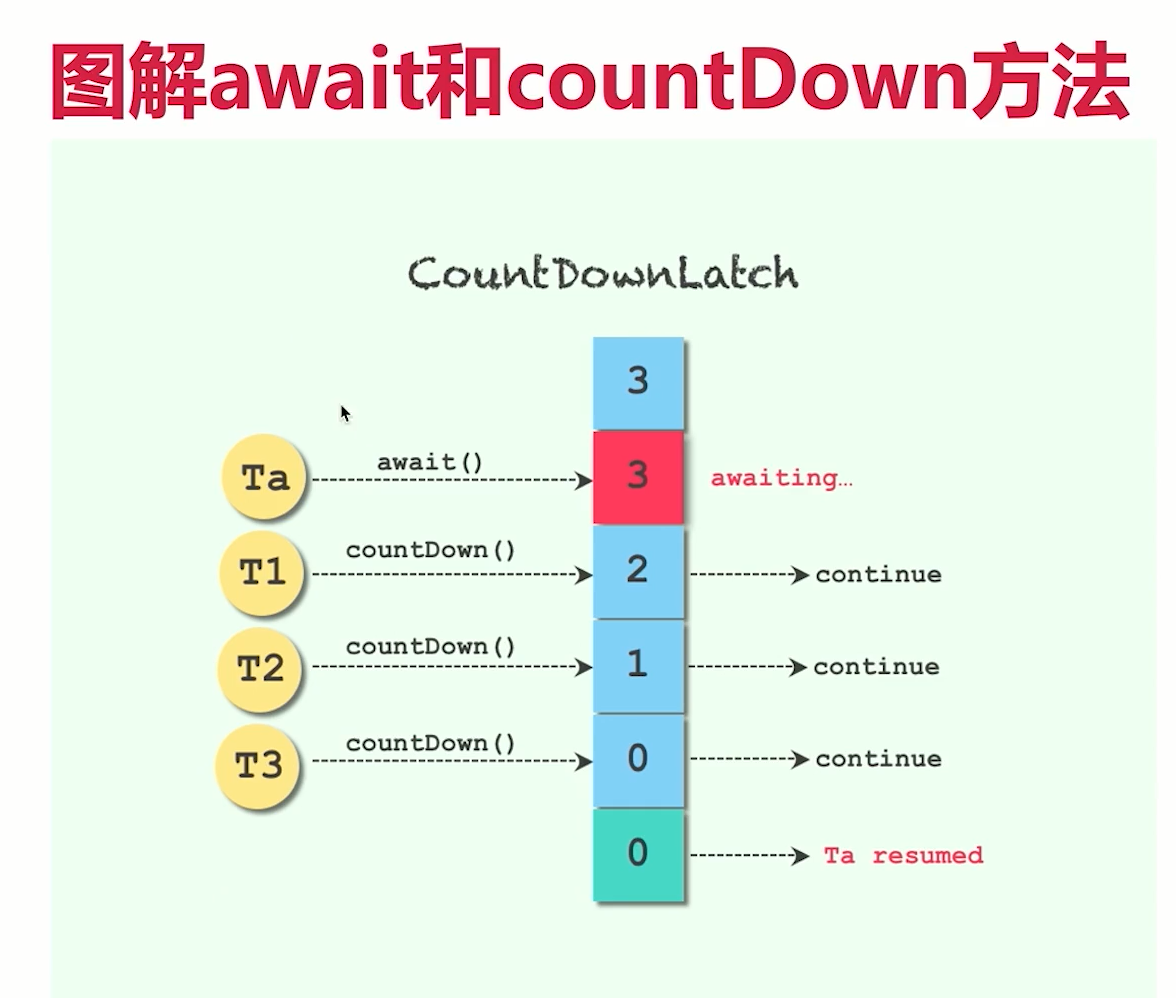 图解await和countDown方法
CountDownLatch
3
Ta await() 3 awaiting...
T1 countDown() 2 continue
T2 countDown() 1 continue
T3 countDown() 0 continue
0 Ta resumed